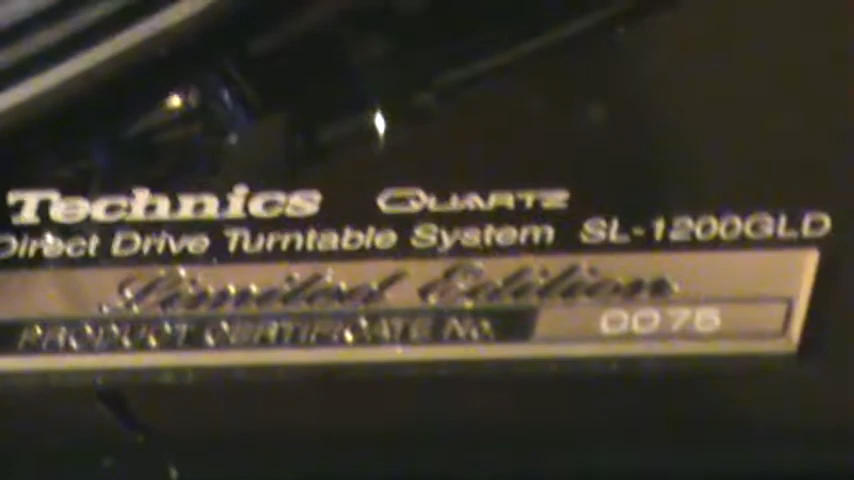 Technics QUARTZ
Direct Drive Turntable System SL-1200GLD
Limited Edition
PRODUCT CERTIFICATE No. 0075